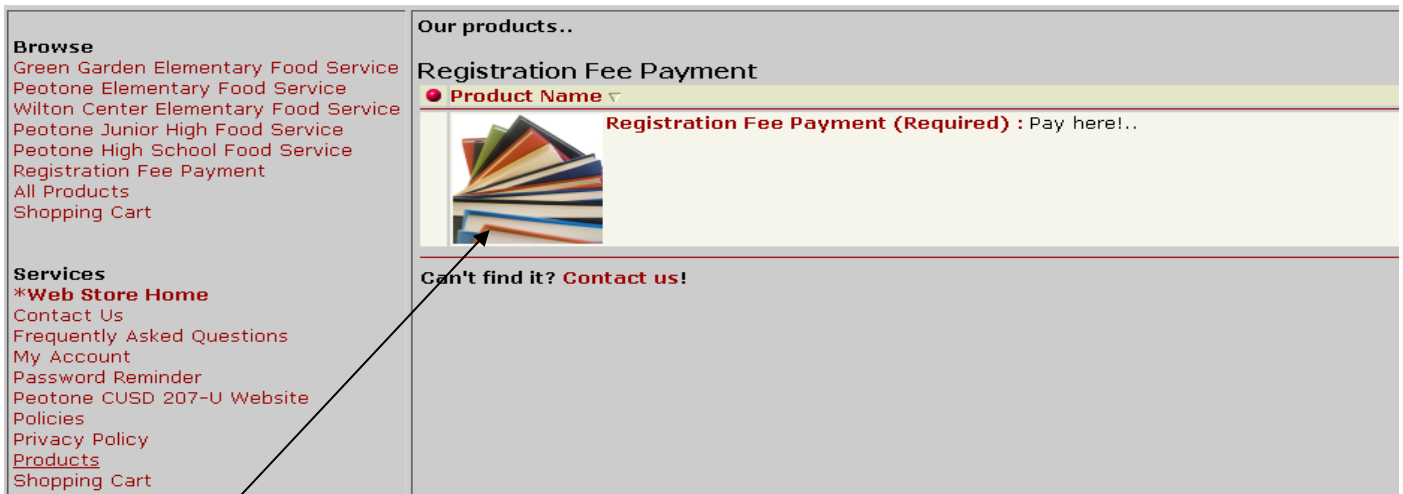 Browse
Green Garden Elementary Food Service
Peotone Elementary Food Service
Wilton Center Elementary Food Service
Peotone Junior High Food Service
Peotone High School Food Service
Registration Fee Payment
All Products
Shopping Cart
Services
*Web Store Home
Contact Us
Frequently Asked Questions
My Account
Password Reminder
Peotone CUSD 207-U Website
Policies
Privacy Policy
Products
Shopping Cart
Our products..
Registration Fee Payment
Product Name
Registration Fee Payment (Required) : Pay here!..
Can't find it? Contact us!